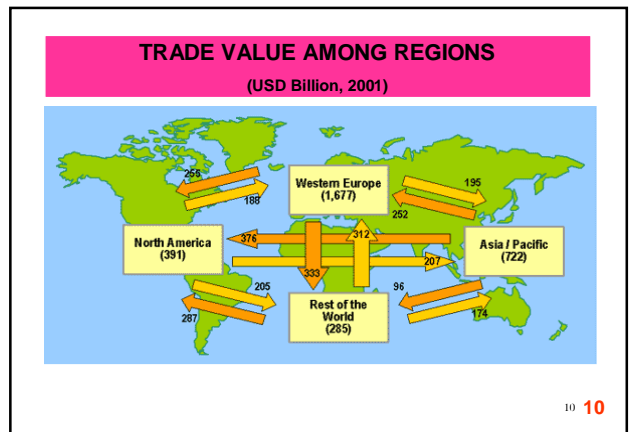 TRADE VALUE AMONG REGIONS
(USD Billion, 2001)
255
188
Western Europe
(1,677)
195
252
North America
(391)
376
312
333
207
Asia / Pacific
(722)
205
287
Rest of the
World
(285)
96
174
10 10